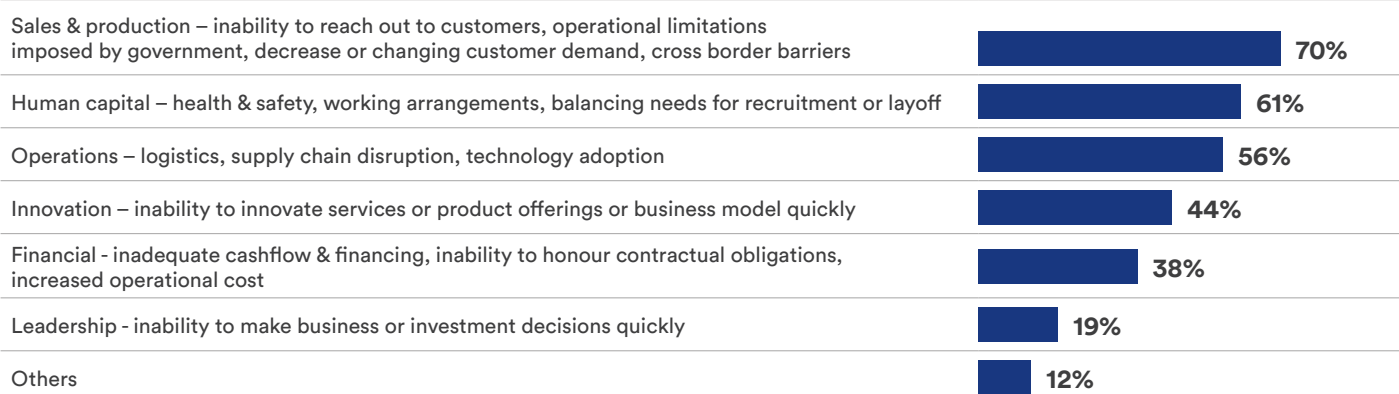 Sales & production – inability to reach out to customers, operational limitations
imposed by government, decrease or changing customer demand, cross border barriers
70%
Human capital – health & safety, working arrangements, balancing needs for recruitment or layoff
61%
Operations – logistics, supply chain disruption, technology adoption
56%
Innovation – inability to innovate services or product offerings or business model quickly
44%
Financial - inadequate cashflow & financing, inability to honour contractual obligations,
increased operational cost
38%
Leadership - inability to make business or investment decisions quickly
19%
Others
12%